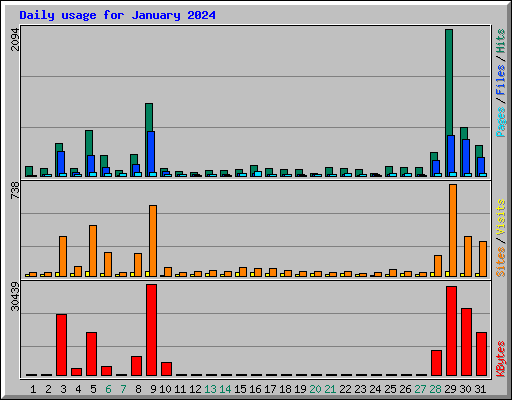 Daily usage for January 2024
2094
Pages / Files / Hits
738
Sites / Visits
30439
KBytes
1 2 3 4 5 6 7 8 9 10 11 12 13 14 15 16 17 18 19 20 21 22 23 24 25 26 27 28 29 30 31